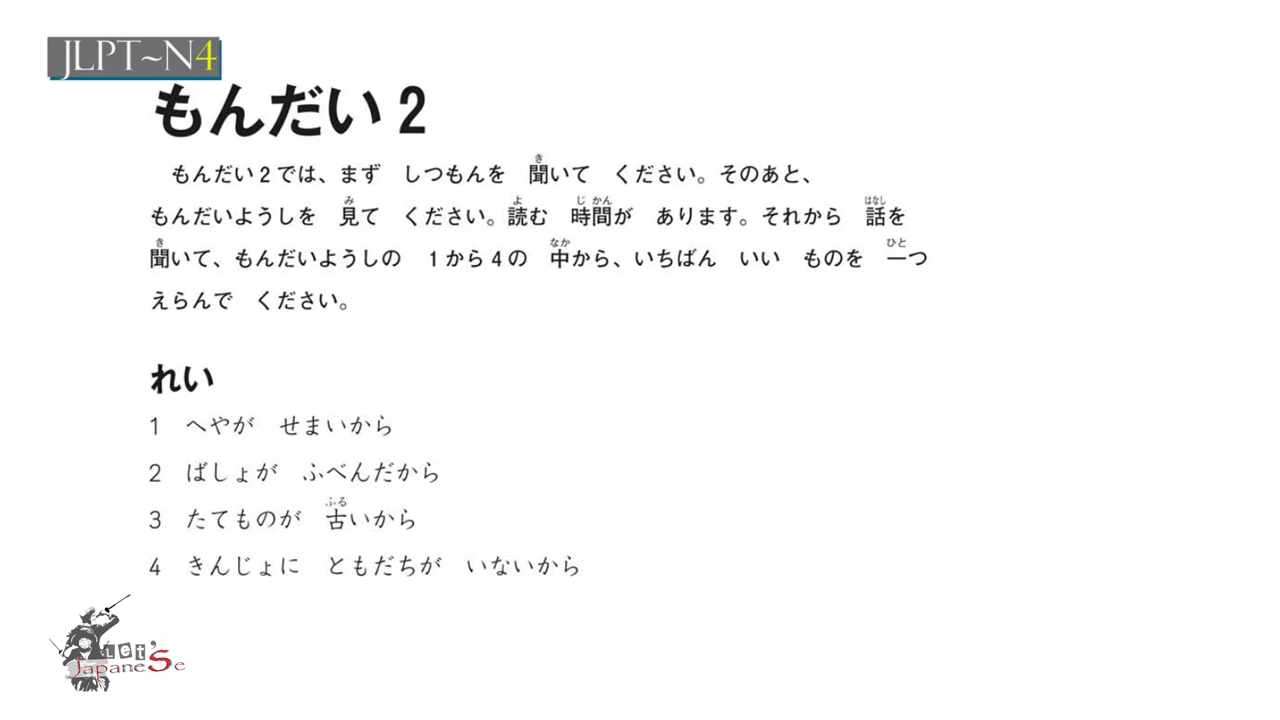 JLPT~N4
もんだい2
もんだい2では、まず しつもんを 聞いて ください。そのあと、
もんだいようしを 見て ください。読む 時間が あります。それから 話を
聞いて、もんだいようしの 1から4の 中から、いちばん いい ものを 一つ
えらんで ください。
れい
1 へやが せまいから
2 ばしょが ふべんだから
3 たてものが 古いから
4 きんじょに ともだちが いないから
Let's
Japanese